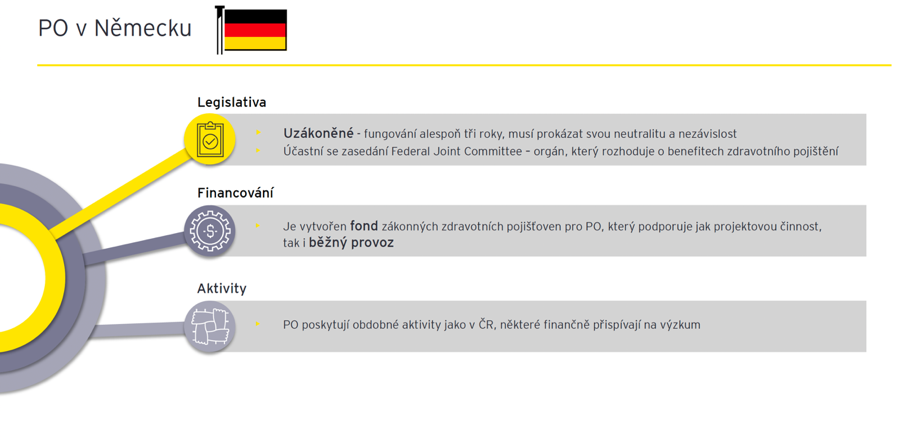 PO v Německu
Legislativa
Uzákoněné - fungování alespoň tři roky, musí prokázat svou neutralitu a nezávislost
Účastní se zasedání Federal Joint Committee – orgán, který rozhoduje o benefitech zdravotního pojištění
Financování
Je vytvořen fond zákonných zdravotních pojišťoven pro PO, který podporuje jak projektovou činnost,
tak i běžný provoz
$
Aktivity
PO poskytují obdobné aktivity jako v ČR, některé finančně přispívají na výzkum